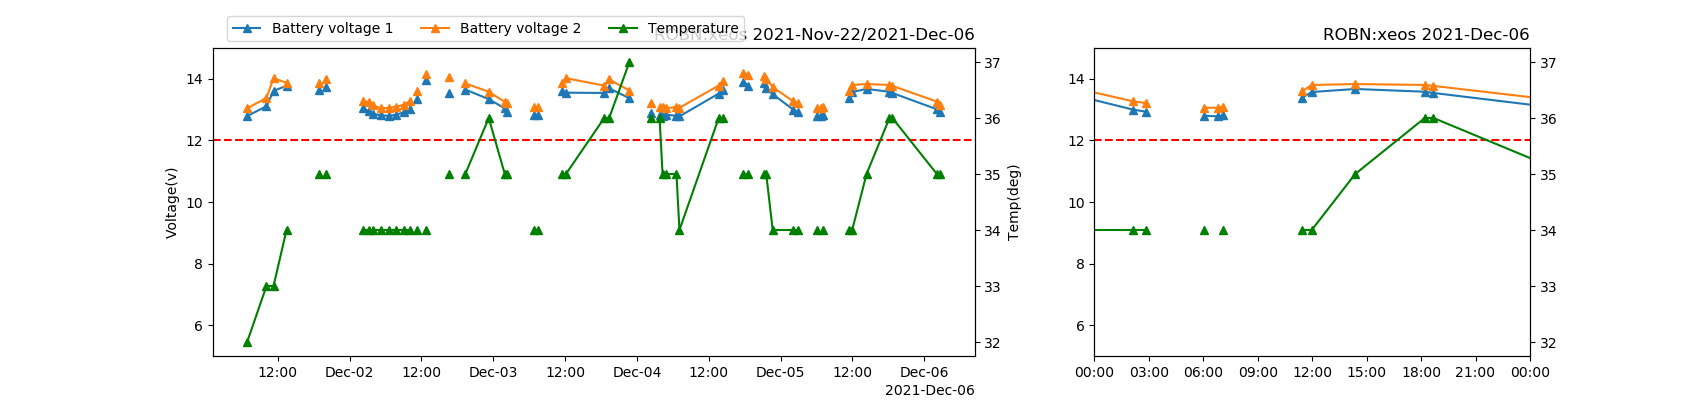 Battery voltage 1 Battery voltage 2 Temperature
ROBN:xeos 2021-Nov-22/2021-Dec-06
ROBN:xeos 2021-Dec-06
14 37 14 37
36 36
12 12
Voltage(v) 35 Temp(deg) 35
10 10
34 34
8 8
33 33
6 6
32 32
12:00 Dec-02 12:00 Dec-03 12:00 Dec-04 12:00 Dec-05 12:00 Dec-06
00:00 03:00 06:00 09:00 12:00 15:00 18:00 21:00 00:00
2021-Dec-06